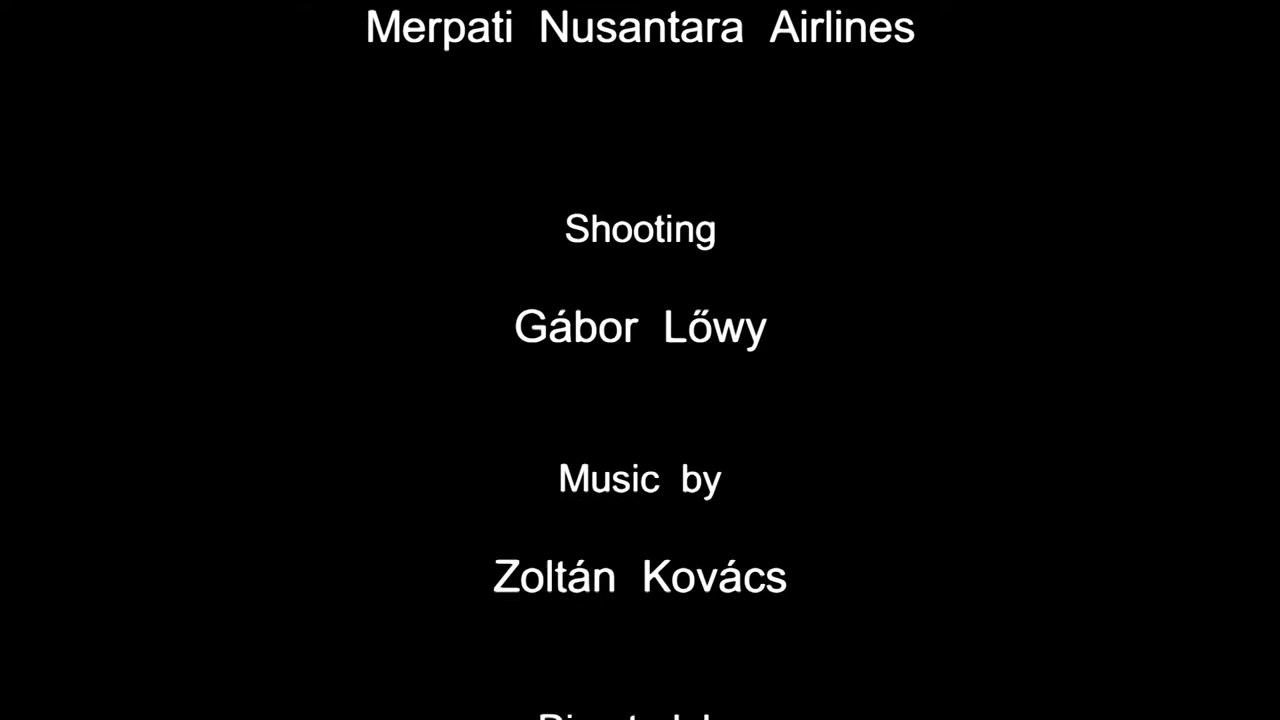 Merpati Nusantara Airlines
Shooting
Gábor Lőwy
Music by
Zoltán Kovács